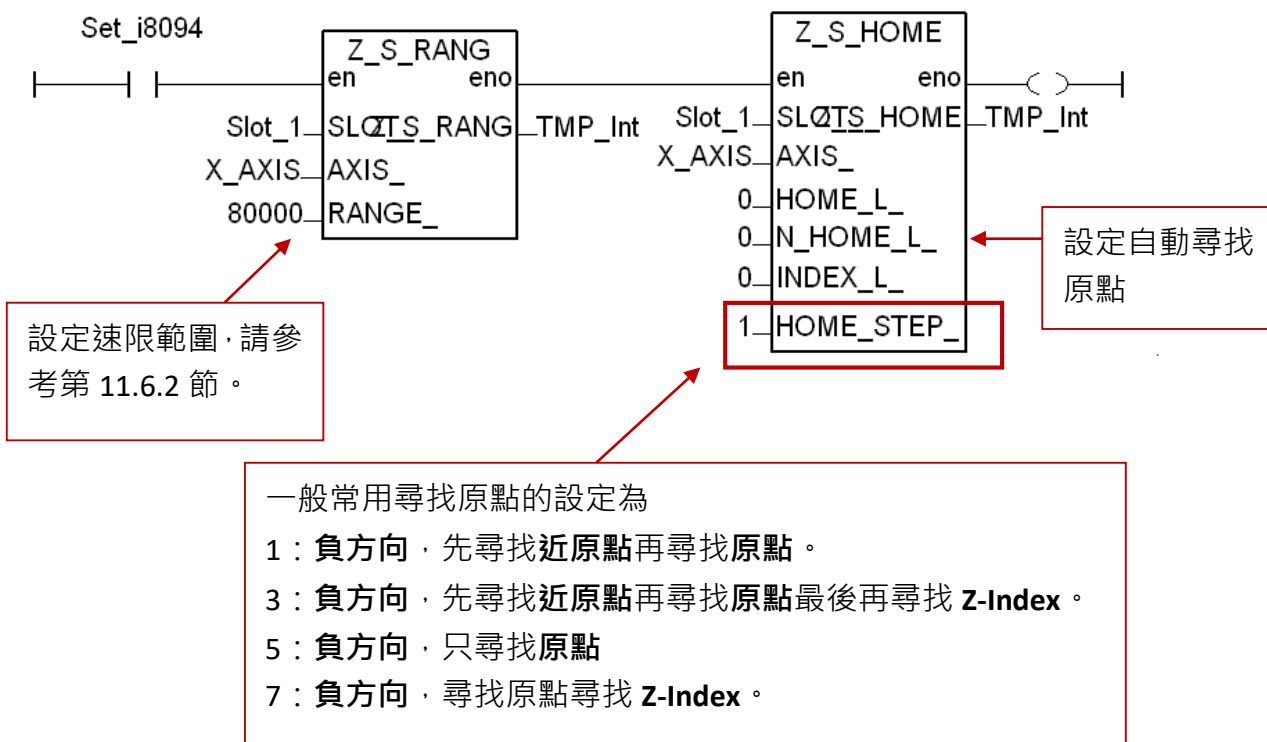 Set_i8094
Z_S_RANG
en eno
Slot_1 SLOT_ Z_S_RANG TMP_Int
X_AXIS AXIS_
80000 RANGE_
Z_S_HOME
en eno
Slot_1 SLOT_ Z_S_HOME TMP_Int
X_AXIS AXIS_
0 HOME_L_
0 N_HOME_L_
0 INDEX_L_
1 HOME_STEP_
設定自動尋找
原點
設定速限範圍,請參
考第 11.6.2 節。
一般常用尋找原點的設定為
1:負方向,先尋找近原點再尋找原點。
3:負方向,先尋找近原點再尋找原點最後再尋找 Z-Index。
5:負方向,只尋找原點
7:負方向,尋找原點尋找 Z-Index。